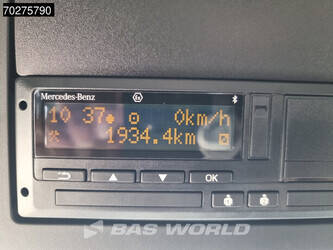 70275790
Mercedes-Benz
10 37 0km/h
1934.4km
OK
BAS WORLD